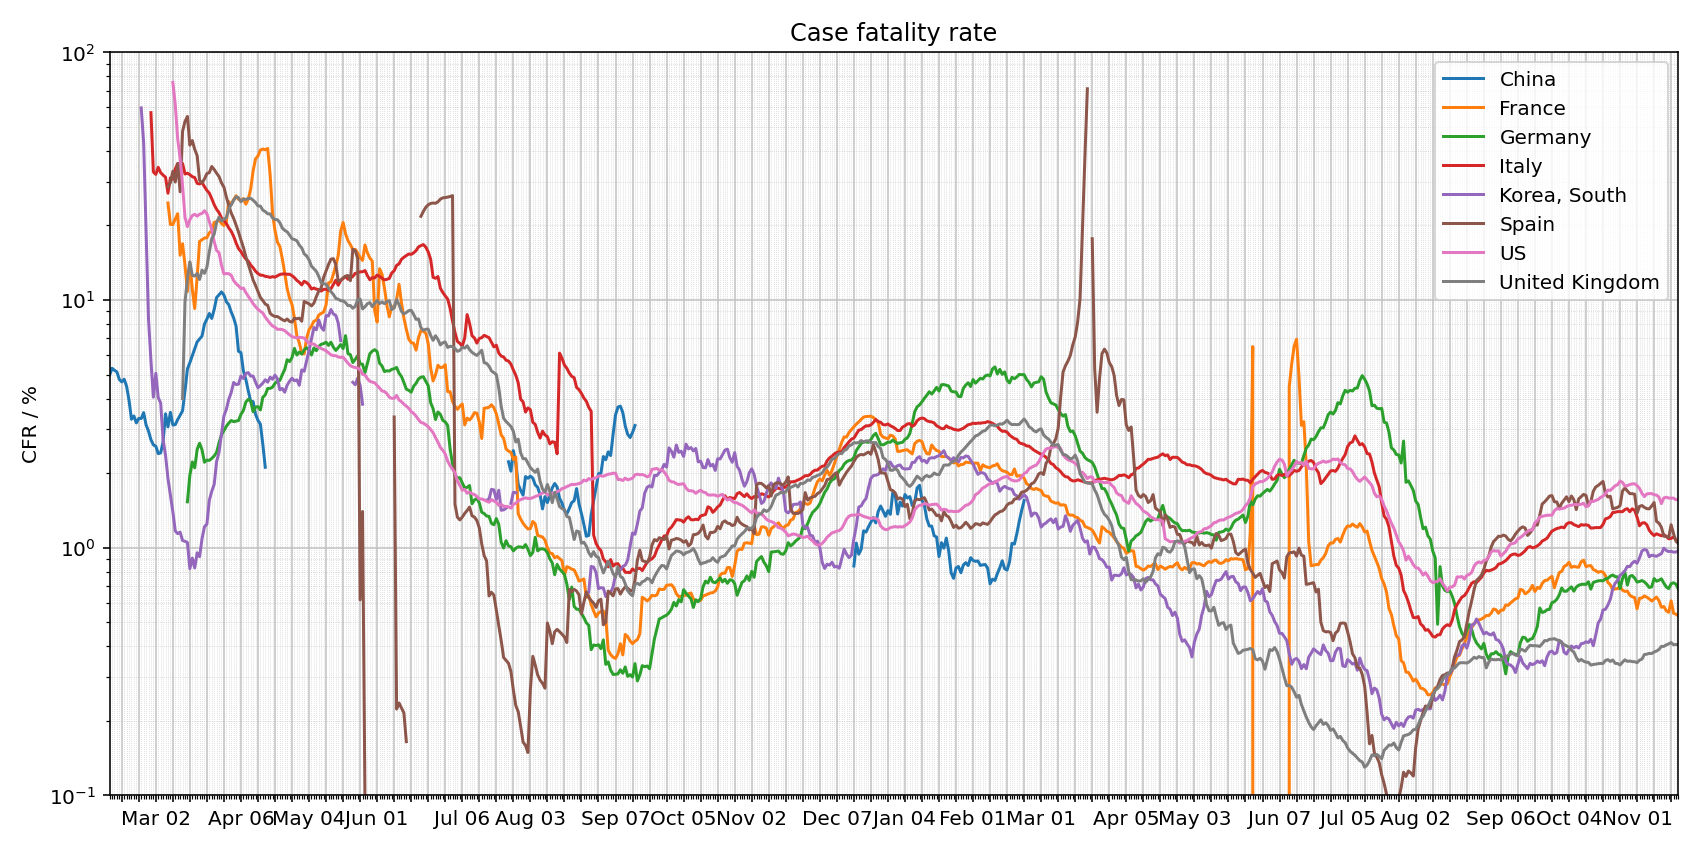 Case fatality rate
10²
10¹
10⁰
10⁻¹
CFR / %
China
France
Germany
Italy
Korea, South
Spain
US
United Kingdom
Mar 02 Apr 06 May 04 Jun 01 Jul 06 Aug 03 Sep 07 Oct 05 Nov 02 Dec 07 Jan 04 Feb 01 Mar 01 Apr 05 May 03 Jun 07 Jul 05 Aug 02 Sep 06 Oct 04 Nov 01